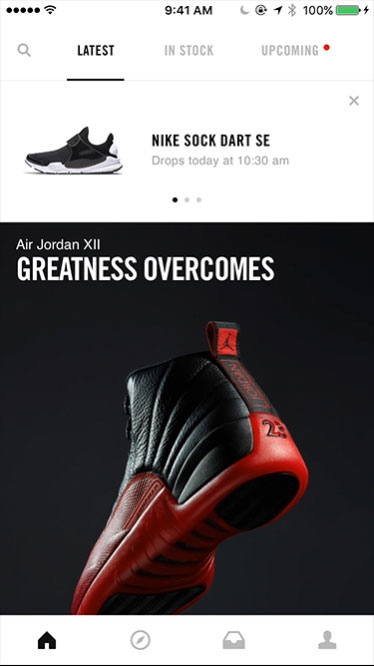 9:41 AM 100%
LATEST IN STOCK UPCOMING
NIKE SOCK DART SE
Drops today at 10:30 am
Air Jordan XII
GREATNESS OVERCOMES
23